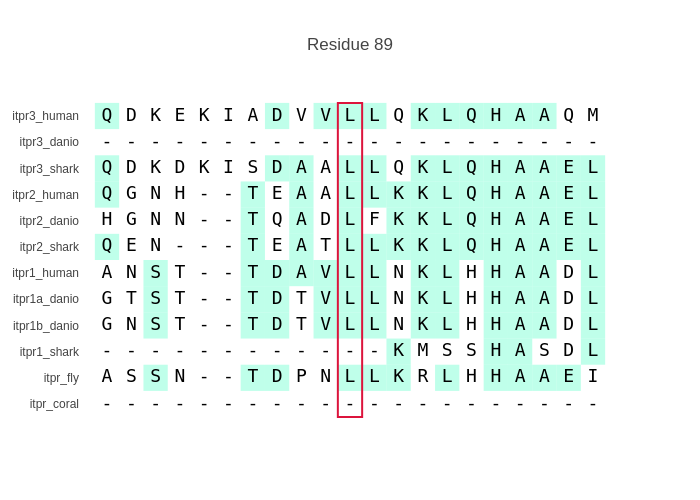 Residue 89
itpr3_human Q D K E K I A D V V L L Q K L Q H A A Q M
itpr3_danio - - - - - - - - - - - - - - - - - - - - -
itpr3_shark Q D K D K I S D A A L L Q K L Q H A A E L
itpr2_human Q G N H - - T E A A L L K K L Q H A A E L
itpr2_danio H G N N - - T Q A D L F K K L Q H A A E L
itpr2_shark Q E N - - - T E A T L L K K L Q H A A E L
itpr1_human A N S T - - T D A V L L N K L H H A A D L
itpr1a_danio G T S T - - T D T V L L N K L H H A A D L
itpr1b_danio G N S T - - T D T V L L N K L H H A A D L
itpr1_shark - - - - - - - - - - - - K M S S H A S D L
itpr_fly A S S N - - T D P N L L K R L H H A A E I
itpr_coral - - - - - - - - - - - - - - - - - - - - -